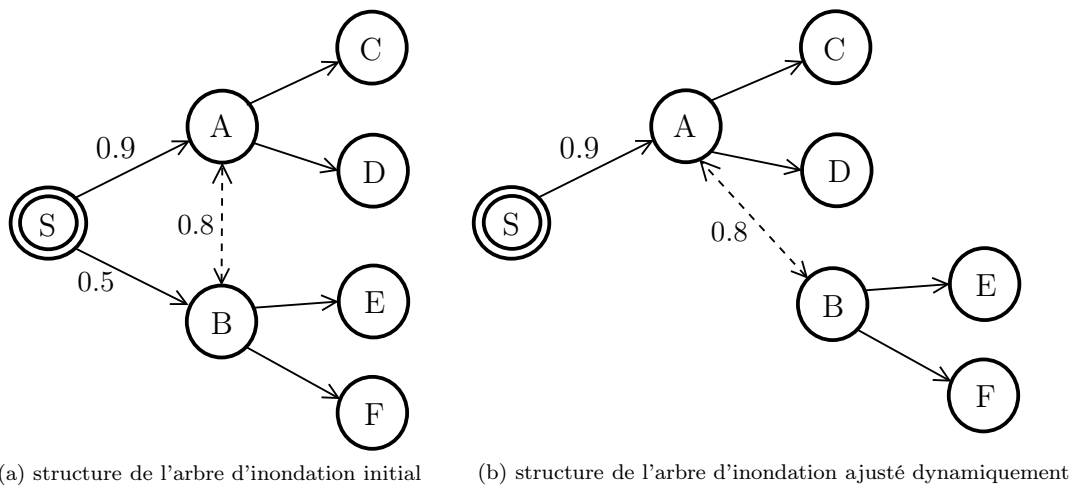 C
A
0.9
D
S
0.8
0.5
E
B
F
(a) structure de l'arbre d'inondation initial
C
A
0.9
D
S
0.8
E
B
F
(b) structure de l'arbre d'inondation ajusté dynamiquement